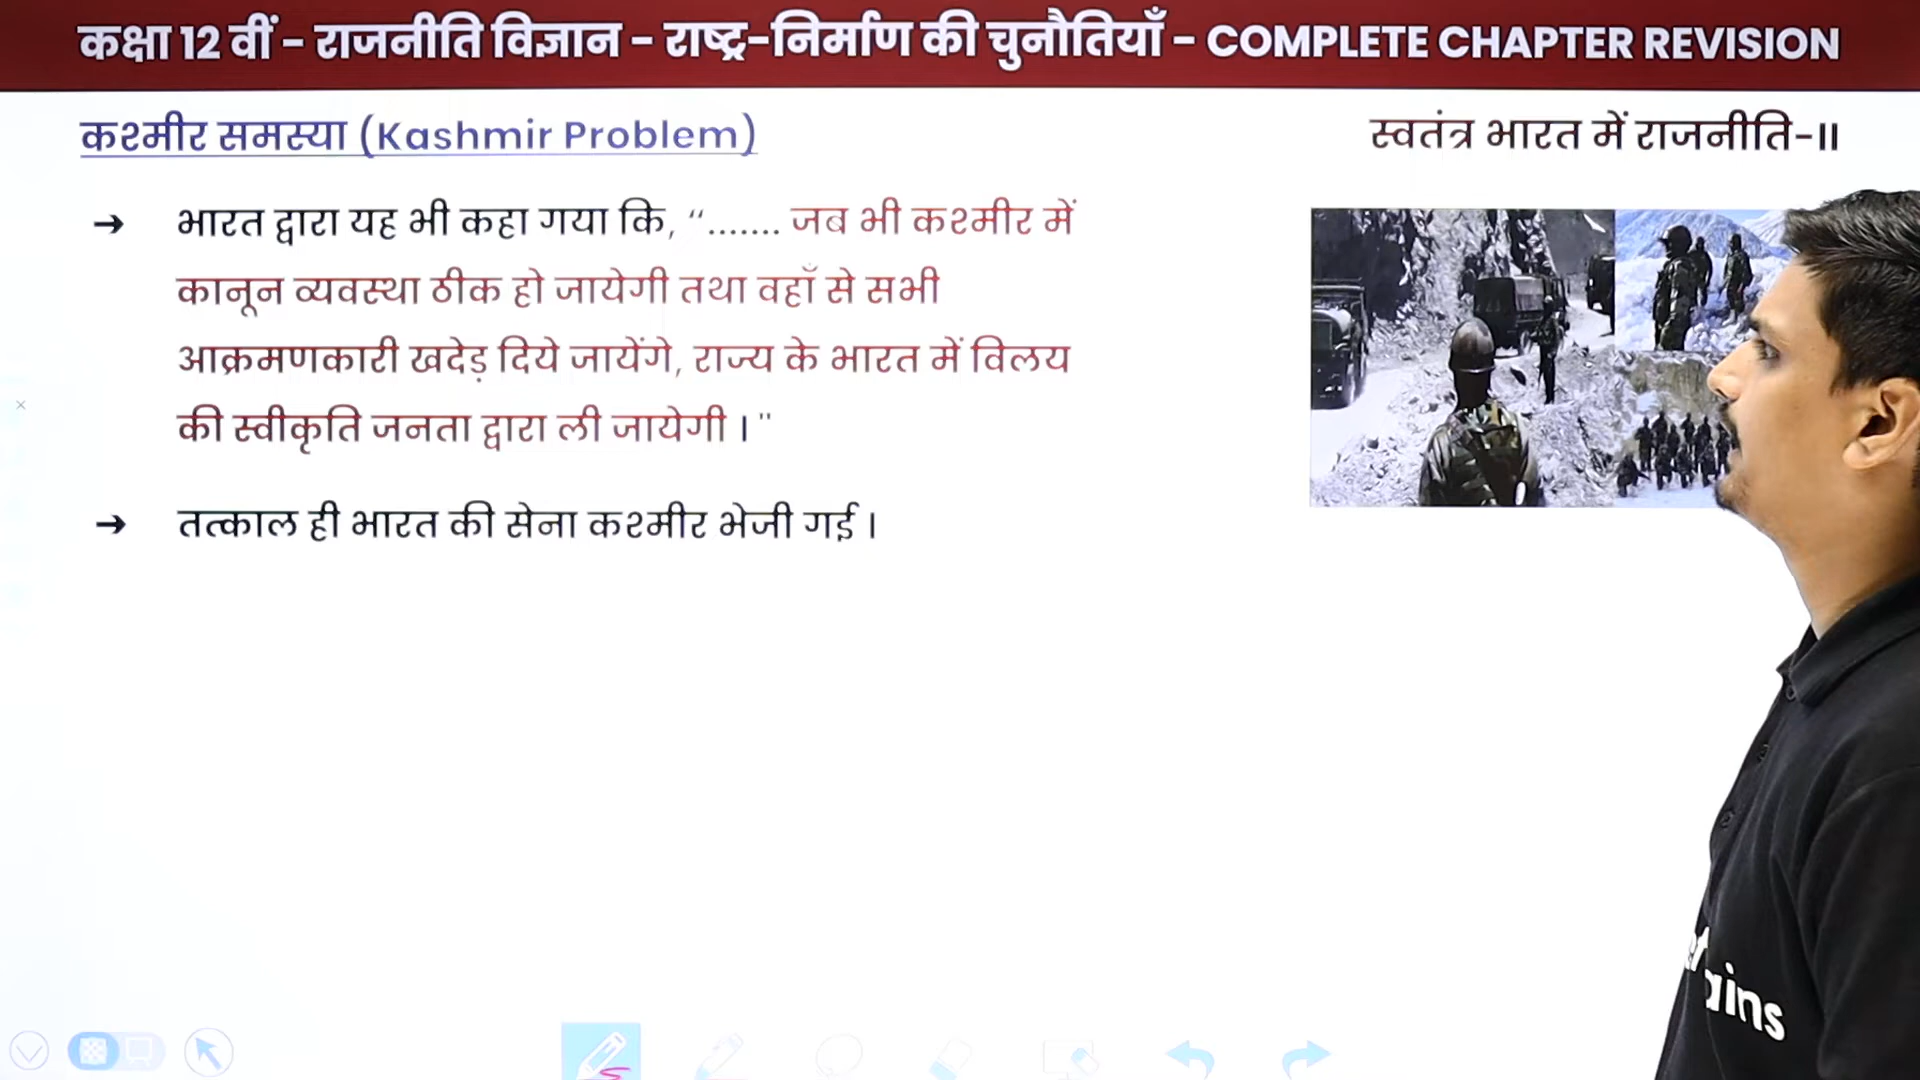 कक्षा 12 वीं - राजनीति विज्ञान - राष्ट्र-निर्माण की चुनौतियाँ - COMPLETE CHAPTER REVISION
कश्मीर समस्या (Kashmir Problem)
स्वतंत्र भारत में राजनीति-II
→ भारत द्वारा यह भी कहा गया कि, “....... जब भी कश्मीर में
कानून व्यवस्था ठीक हो जायेगी तथा वहाँ से सभी
आक्रमणकारी खदेड़ दिये जायेंगे, राज्य के भारत में विलय
की स्वीकृति जनता द्वारा ली जायेगी । "
→ तत्काल ही भारत की सेना कश्मीर भेजी गई ।